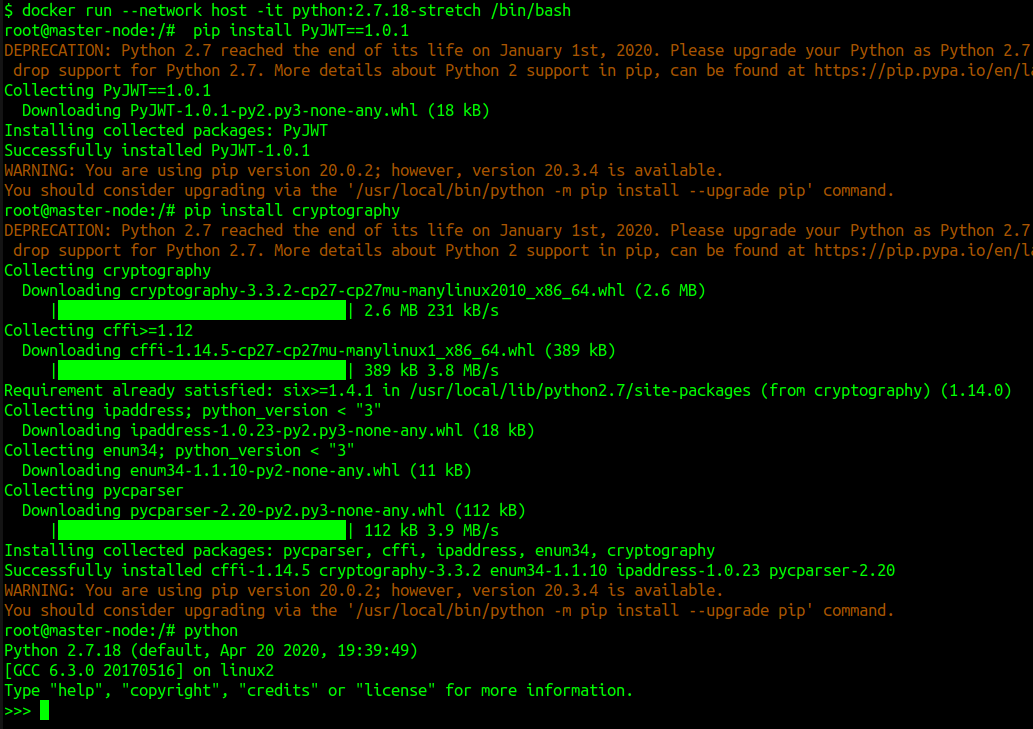 $ docker run --network host -it python:2.7.18-stretch /bin/bash
root@master-node:/#  pip install PyJWT==1.0.1
DEPRECATION: Python 2.7 reached the end of its life on January 1st, 2020. Please upgrade your Python as Python 2.7
 drop support for Python 2.7. More details about Python 2 support in pip, can be found at https://pip.pypa.io/en/la
Collecting PyJWT==1.0.1
  Downloading PyJWT-1.0.1-py2.py3-none-any.whl (18 kB)
Installing collected packages: PyJWT
Successfully installed PyJWT-1.0.1
WARNING: You are using pip version 20.0.2; however, version 20.3.4 is available.
You should consider upgrading via the '/usr/local/bin/python -m pip install --upgrade pip' command.
root@master-node:/# pip install cryptography
DEPRECATION: Python 2.7 reached the end of its life on January 1st, 2020. Please upgrade your Python as Python 2.7
 drop support for Python 2.7. More details about Python 2 support in pip, can be found at https://pip.pypa.io/en/la
Collecting cryptography
  Downloading cryptography-3.3.2-cp27-cp27mu-manylinux2010_x86_64.whl (2.6 MB)
     |████████████████████████████████| 2.6 MB 231 kB/s
Collecting cffi>=1.12
  Downloading cffi-1.14.5-cp27-cp27mu-manylinux1_x86_64.whl (389 kB)
     |████████████████████████████████| 389 kB 3.8 MB/s
Requirement already satisfied: six>=1.4.1 in /usr/local/lib/python2.7/site-packages (from cryptography) (1.14.0)
Collecting ipaddress; python_version < "3"
  Downloading ipaddress-1.0.23-py2.py3-none-any.whl (18 kB)
Collecting enum34; python_version < "3"
  Downloading enum34-1.1.10-py2-none-any.whl (11 kB)
Collecting pycparser
  Downloading pycparser-2.20-py2.py3-none-any.whl (112 kB)
     |████████████████████████████████| 112 kB 3.9 MB/s
Installing collected packages: pycparser, cffi, ipaddress, enum34, cryptography
Successfully installed cffi-1.14.5 cryptography-3.3.2 enum34-1.1.10 ipaddress-1.0.23 pycparser-2.20
WARNING: You are using pip version 20.0.2; however, version 20.3.4 is available.
You should consider upgrading via the '/usr/local/bin/python -m pip install --upgrade pip' command.
root@master-node:/# python
Python 2.7.18 (default, Apr 20 2020, 19:39:49)
[GCC 6.3.0 20170516] on linux2
Type "help", "copyright", "credits" or "license" for more information.
>>>